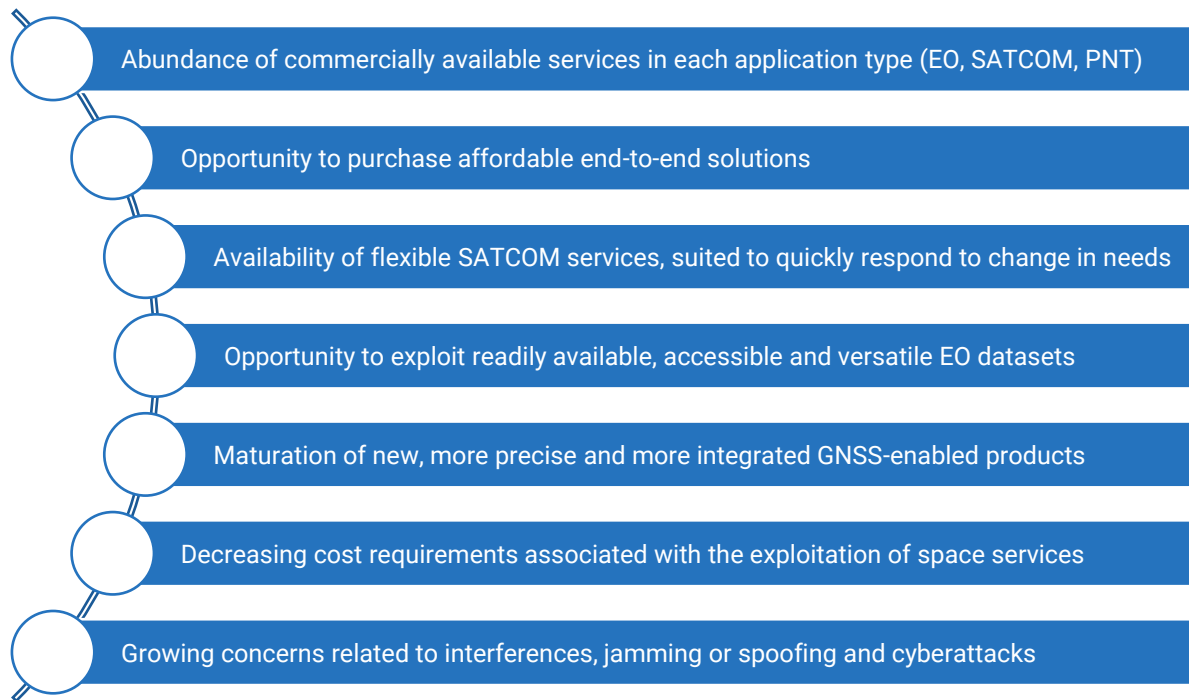 Abundance of commercially available services in each application type (EO, SATCOM, PNT)
Opportunity to purchase affordable end-to-end solutions
Availability of flexible SATCOM services, suited to quickly respond to change in needs
Opportunity to exploit readily available, accessible and versatile EO datasets
Maturation of new, more precise and more integrated GNSS-enabled products
Decreasing cost requirements associated with the exploitation of space services
Growing concerns related to interferences, jamming or spoofing and cyberattacks